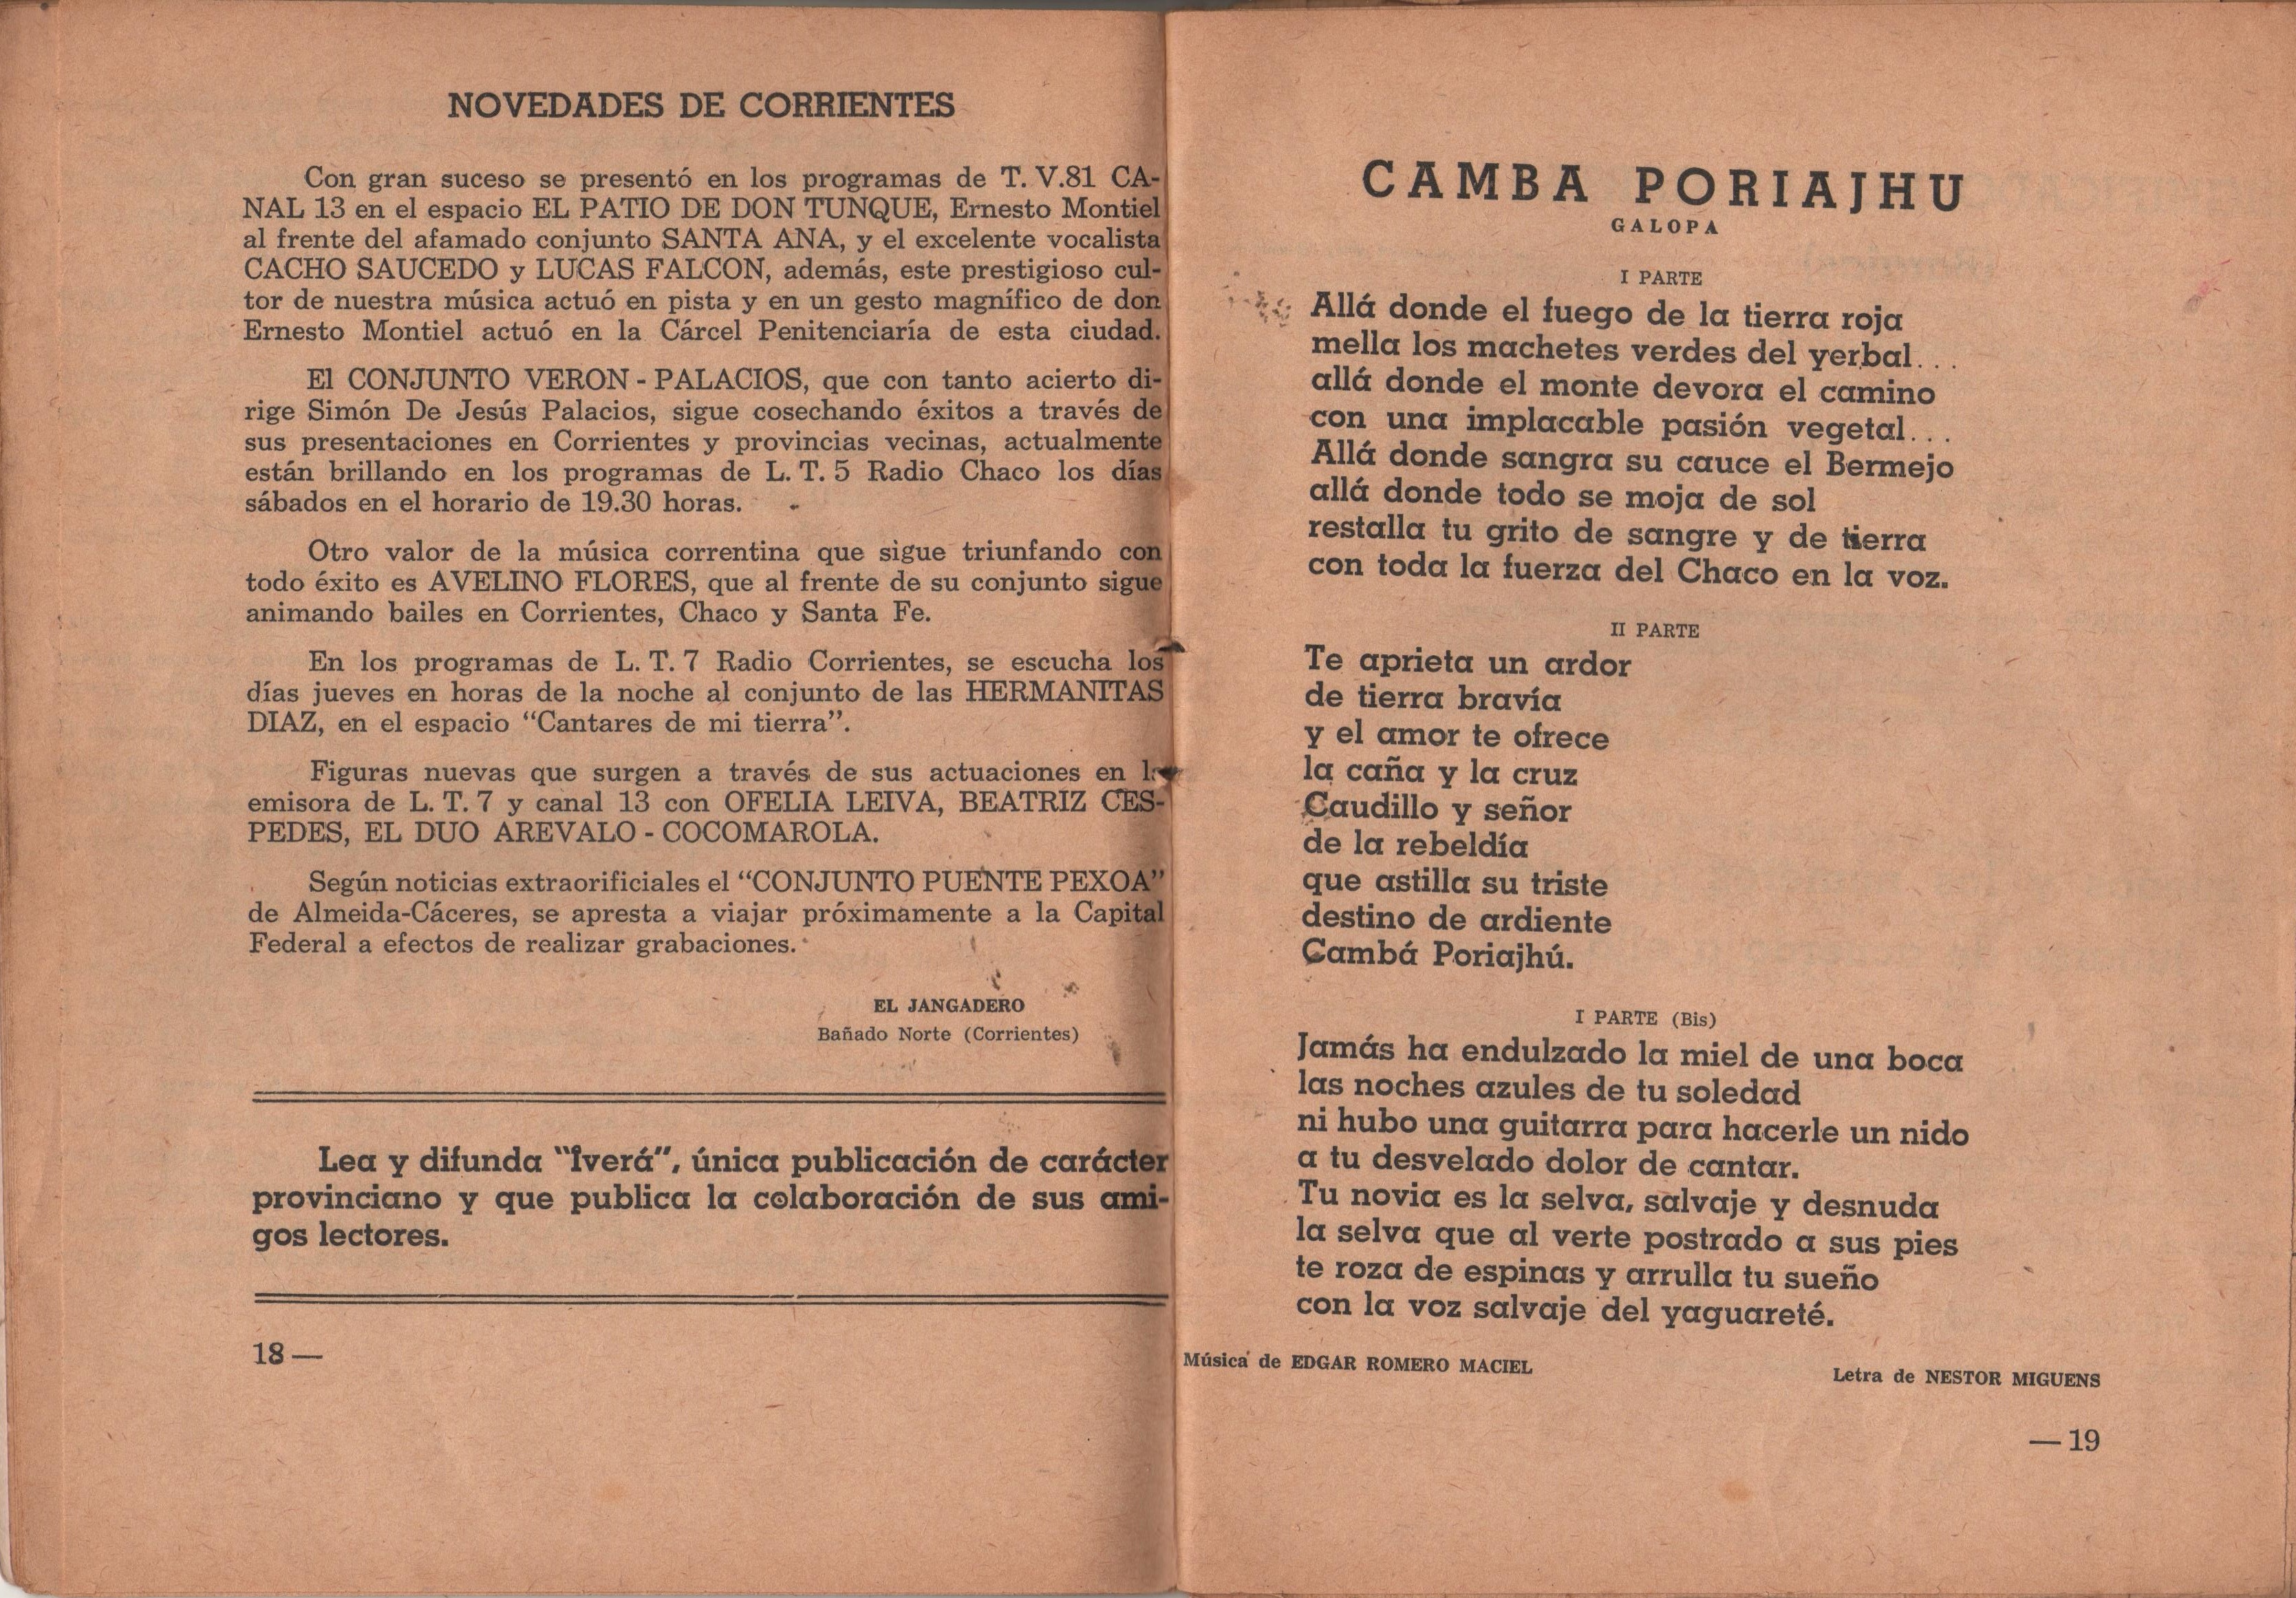 NOVEDADES DE CORRIENTES
Con gran suceso se presentó en los programas de T. V.81 CA-
NAL 13 en el espacio EL PATIO DE DON TUNQUE, Ernesto Montiel
al frente del afamado conjunto SANTA ANA, y el excelente vocalista
CACHO SAUCEDO y LUCAS FALCON, además, este prestigioso cul-
tor de nuestra música actuó en pista y en un gesto magnífico de don
Ernesto Montiel actuó en la Cárcel Penitenciaría de esta ciudad.
El CONJUNTO VERON - PALACIOS, que con tanto acierto di-
rige Simón De Jesús Palacios, sigue cosechando éxitos a través de
sus presentaciones en Corrientes y provincias vecinas, actualmente
están brillando en los programas de L. T. 5 Radio Chaco los días
sábados en el horario de 19.30 horas.
Otro valor de la música correntina que sigue triunfando con
todo éxito es AVELINO FLORES, que al frente de su conjunto sigue
animando bailes en Corrientes, Chaco y Santa Fe.
En los programas de L. T. 7 Radio Corrientes, se escucha los
días jueves en horas de la noche al conjunto de las HERMANITAS
DIAZ, en el espacio “Cantares de mi tierra”.
Figuras nuevas que surgen a través de sus actuaciones en
emisora de L. T. 7 y canal 13 con OFELIA LEIVA, BEATRIZ CES-
PEDES, EL DUO AREVALO - COCOMAROLA.
Según noticias extraorificiales el “CONJUNTO PUENTE PEXOA”
de Almeida-Cáceres, se apresta a viajar próximamente a la Capital
Federal a efectos de realizar grabaciones.
EL JANGADERO
Bañado Norte (Corrientes)
Lea y difunda “Iverá”, única publicación de carácter
provinciano y que publica la colaboración de sus ami-
gos lectores.
18 —
CAMBA PORIAJHU
GALOPA
I PARTE
Allá donde el fuego de la tierra roja
mella los machetes verdes del yerbal...
allá donde el monte devora el camino
con una implacable pasión vegetal...
Allá donde sangra su cauce el Bermejo
allá donde todo se moja de sol
restalla tu grito de sangre y de tierra
con toda la fuerza del Chaco en la voz.
II PARTE
Te aprieta un ardor
de tierra bravía
y el amor te ofrece
la caña y la cruz
Caudillo y señor
de la rebeldía
que astilla su triste
destino de ardiente
Cambá Poriajhú.
I PARTE (Bis)
Jamás ha endulzado la miel de una boca
las noches azules de tu soledad
ni hubo una guitarra para hacerle un nido
a tu desvelado dolor de cantar.
Tu novia es la selva, salvaje y desnuda
la selva que al verte postrado a sus pies
te roza de espinas y arrulla tu sueño
con la voz salvaje del yaguareté.
Música de EDGAR ROMERO MACIEL
Letra de NESTOR MIGUENS
— 19